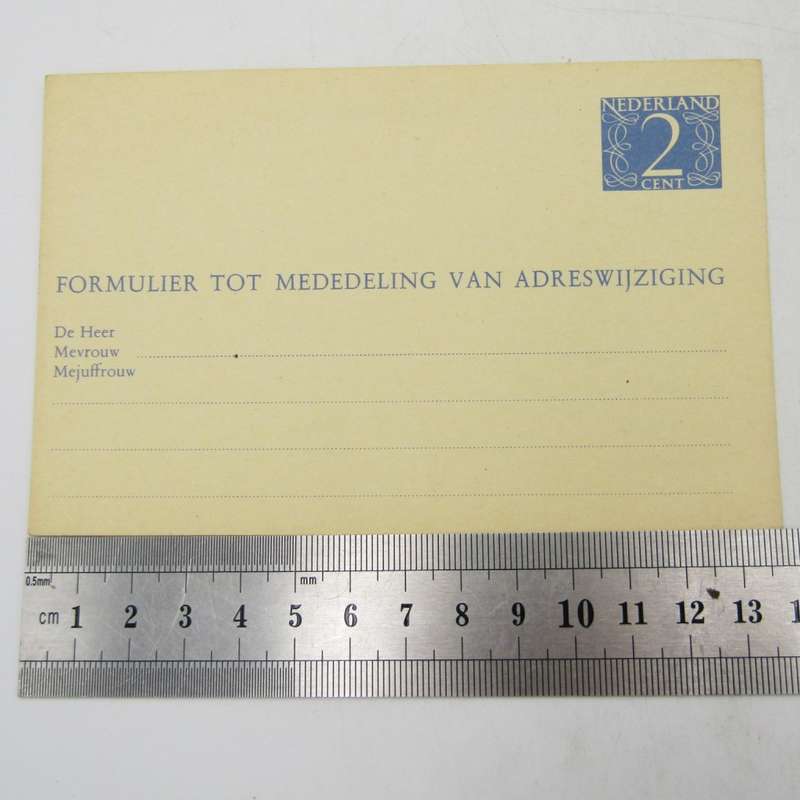 NEDERLAND
2
CENT
FORMULIER TOT MEDEDELING VAN ADRESWIJZIGING
De Heer
Mevrouw
Mejuffrouw
0.5mm mm
cm 1 2 3 4 5 6 7 8 9 10 11 12 13